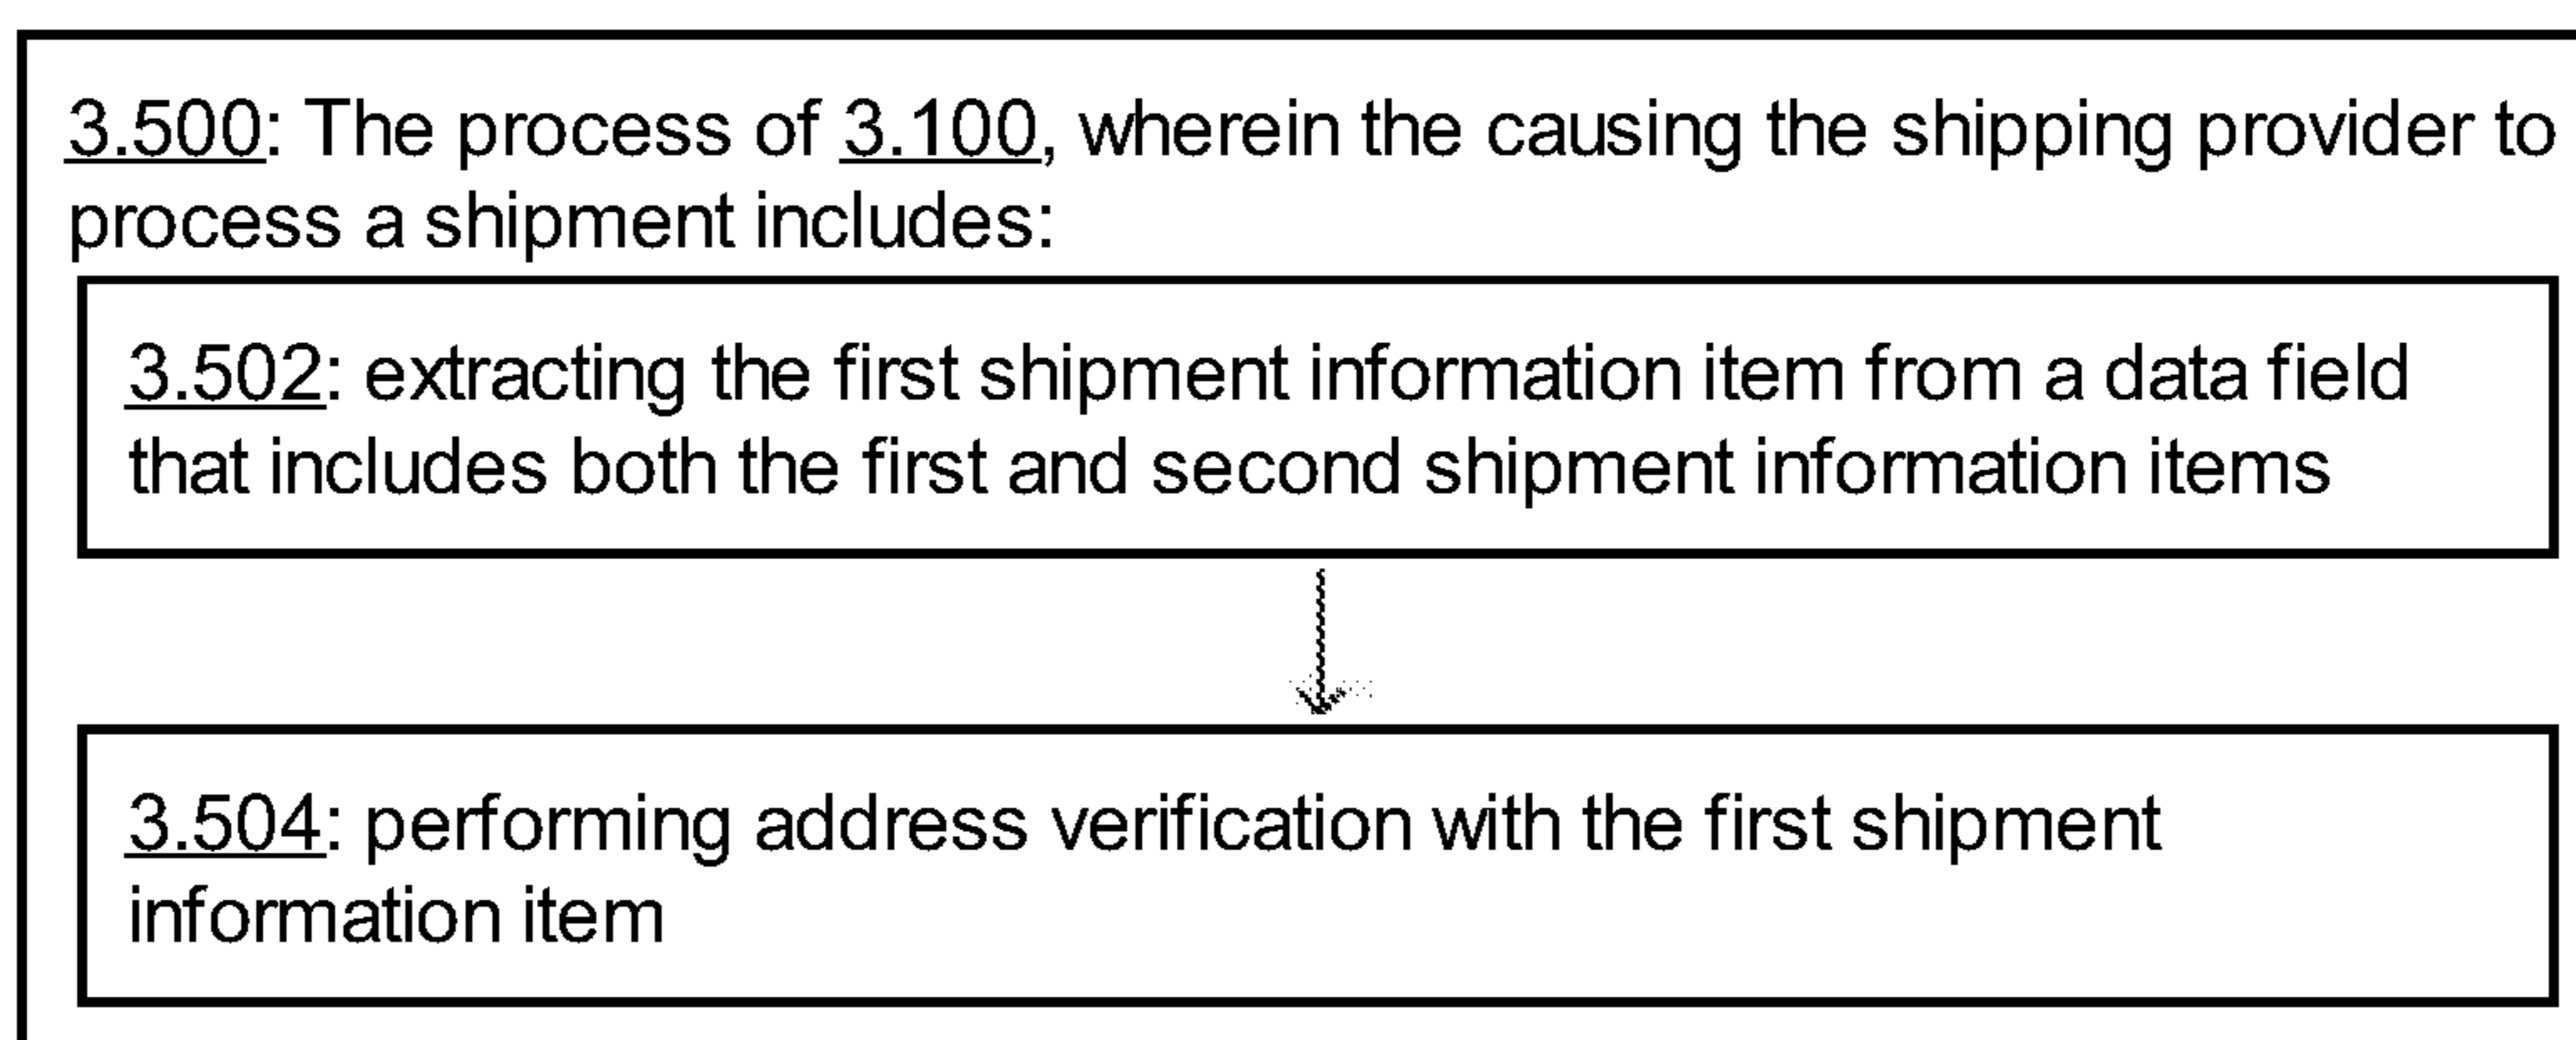 3.500: The process of 3.100, wherein the causing the shipping provider to
process a shipment includes:
3.502: extracting the first shipment information item from a data field
that includes both the first and second shipment information items
3.504: performing address verification with the first shipment
information item